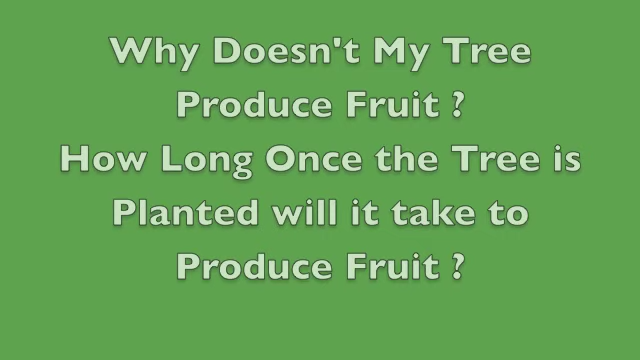 Why Doesn't My Tree
Produce Fruit ?
How Long Once the Tree is
Planted will it take to
Produce Fruit ?